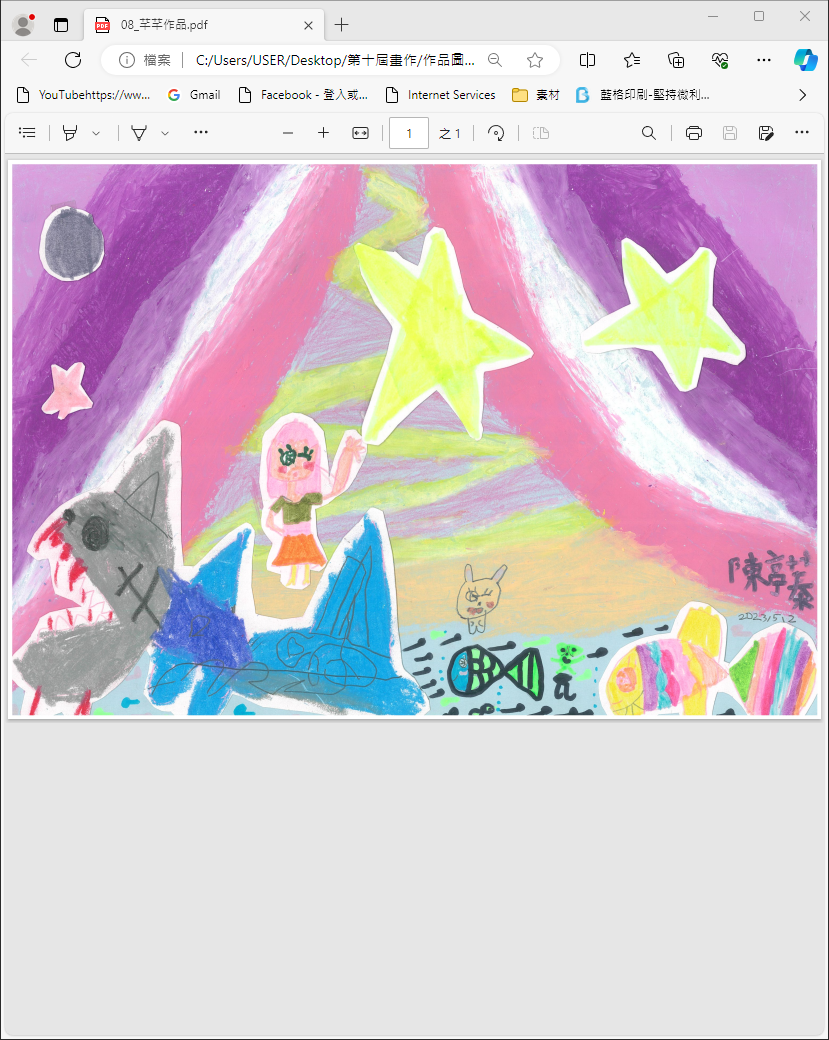 08_芊芊作品.pdf
檔案
C:/Users/USER/Desktop/第十屆畫作/作品圖...
YouTubehttps://ww...
Gmail
Facebook - 登入或...
Internet Services
素材
藍格印刷-堅持微利...
1
之 1
陳亭蓁
2023,5,12